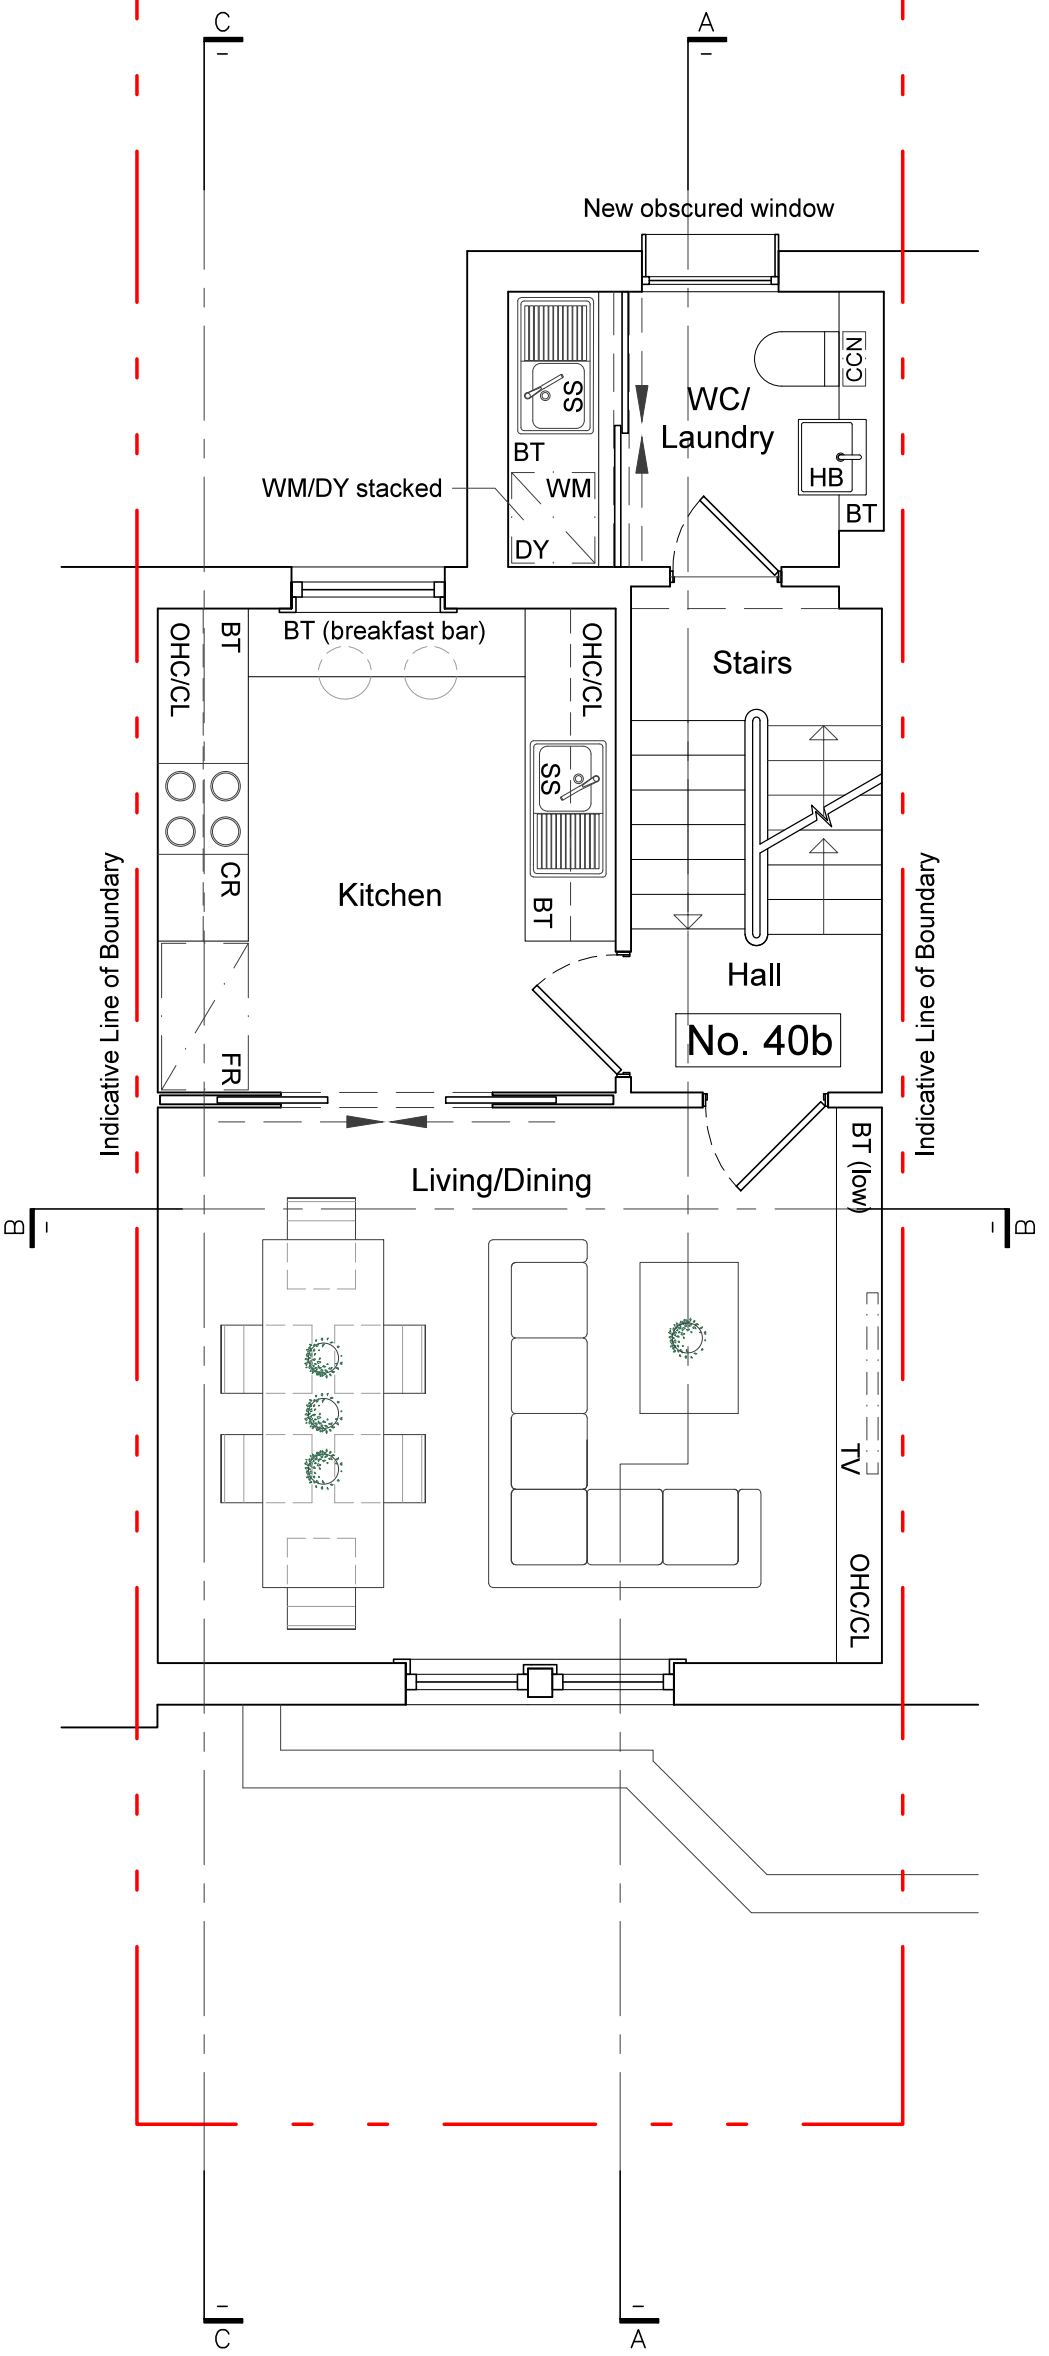 C
A
New obscured window
CCN
SS
WC/
Laundry
BT
HB
WM/DY stacked
WM
BT
DY
OHC/CL
BT
BT (breakfast bar)
OHC/CL
Stairs
SS
CR
Kitchen
BT
Indicative Line of Boundary
Indicative Line of Boundary
Hall
No. 40b
FR
BT (low)
Living/Dining
B
B
TV
OHC/CL
C
A